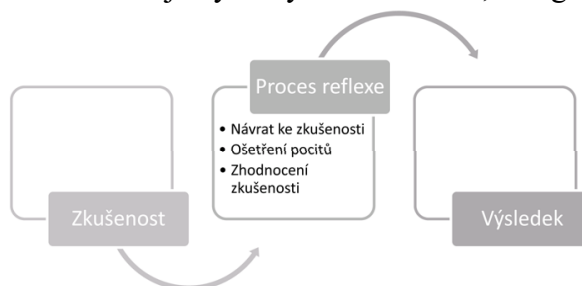 Proces reflexe
• Návrat ke zkušenosti
• Ošetření pocitů
• Zhodnocení
zkušenosti
Zkušenost
Výsledek